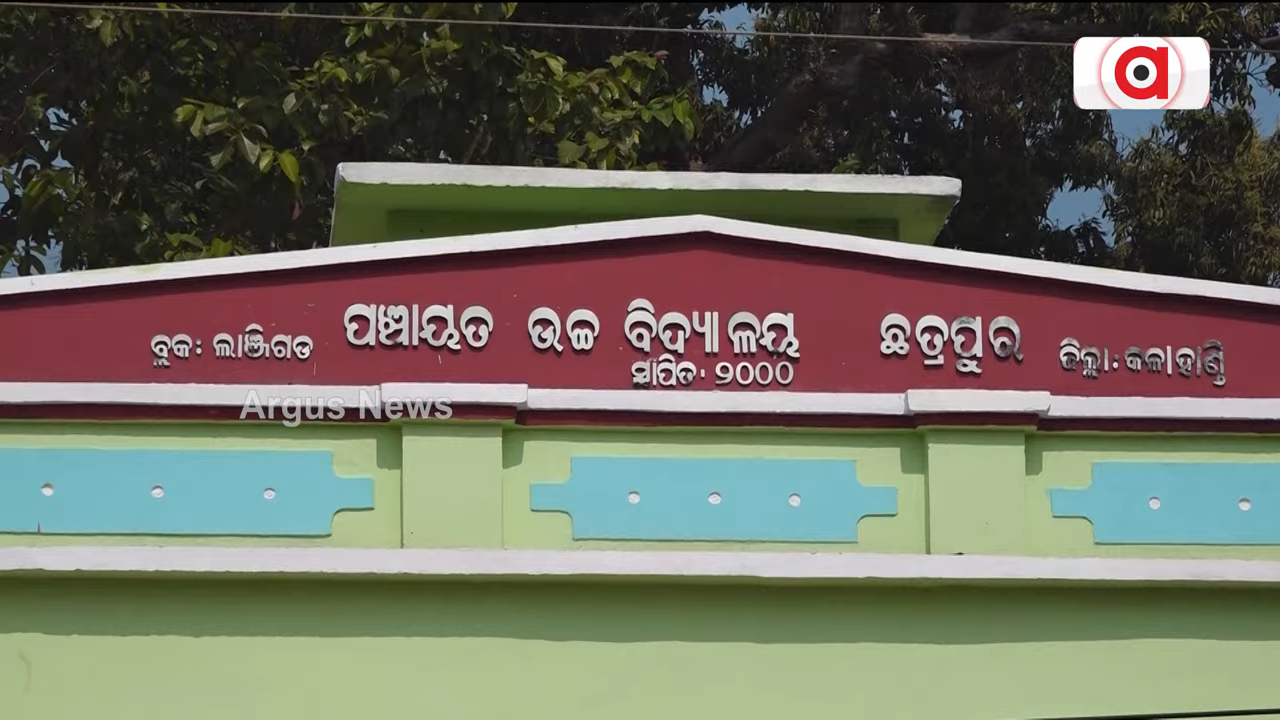 ବ୍ଲକ: ଲାଞ୍ଜିଗଡ ପଞ୍ଚାୟତ ଉଚ୍ଚ ବିଦ୍ୟାଳୟ ଛତ୍ରପୁର ଜିଲ୍ଲା: କଳାହାଣ୍ଡି
ସ୍ଥାପିତ: ୨୦୦୦
Argus News
a